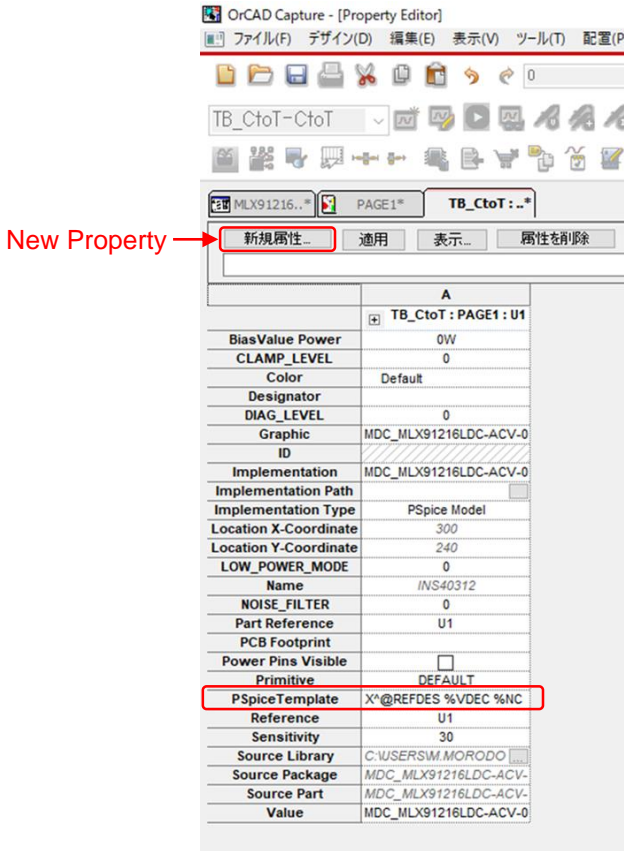 OrCAD Capture - [Property Editor]
ファイル(F) デザイン(D) 編集(E) 表示(V) ツール(T) 配置(P
0
TB_CtoT-CtoT
MLX91216..* PAGE1* TB_CtoT : ..*
New Property 新規属性... 適用 表示... 属性を削除
A
TB_CtoT : PAGE1 : U1
BiasValue Power 0W
CLAMP_LEVEL 0
Color Default
Designator
DIAG_LEVEL 0
Graphic MDC_MLX91216LDC-ACV-0
ID
Implementation MDC_MLX91216LDC-ACV-0
Implementation Path
Implementation Type PSpice Model
Location X-Coordinate 300
Location Y-Coordinate 240
LOW_POWER_MODE 0
Name INS40312
NOISE_FILTER 0
Part Reference U1
PCB Footprint
Power Pins Visible
Primitive DEFAULT
PSpiceTemplate X^@REFDES %VDEC %NC
Reference U1
Sensitivity 30
Source Library C:\USERS\M.MORODO ...
Source Package MDC_MLX91216LDC-ACV-
Source Part MDC_MLX91216LDC-ACV-
Value MDC_MLX91216LDC-ACV-0